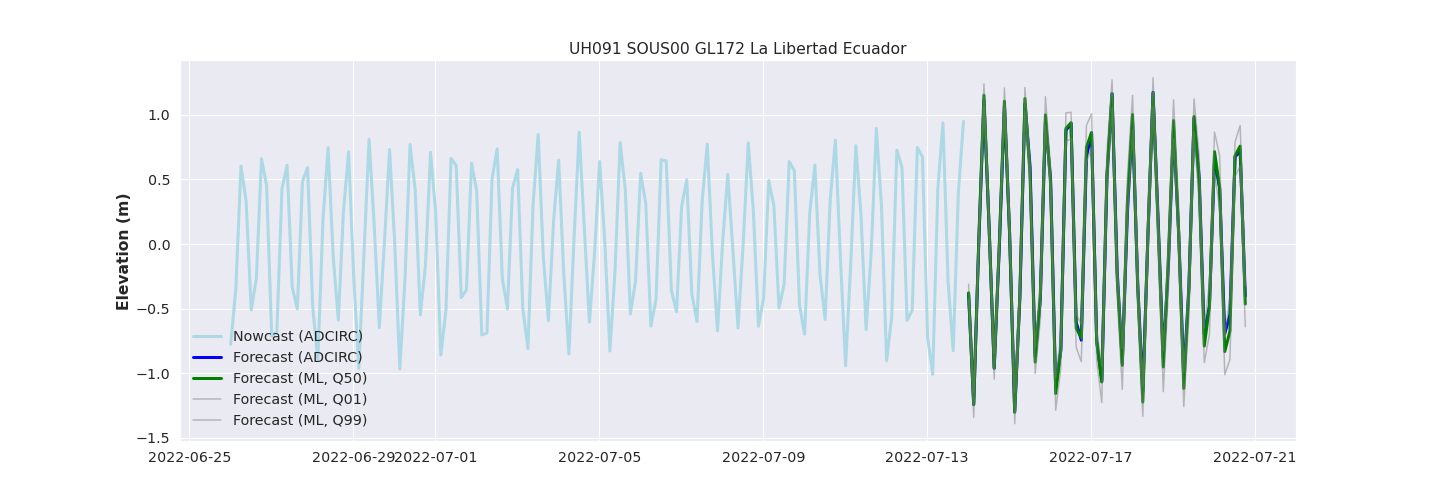 UH091 SOUS00 GL172 La Libertad Ecuador
Elevation (m)
1.0
0.5
0.0
−0.5
−1.0
−1.5
Nowcast (ADCIRC)
Forecast (ADCIRC)
Forecast (ML, Q50)
Forecast (ML, Q01)
Forecast (ML, Q99)
2022-06-25 2022-06-29 2022-07-01 2022-07-05 2022-07-09 2022-07-13 2022-07-17 2022-07-21